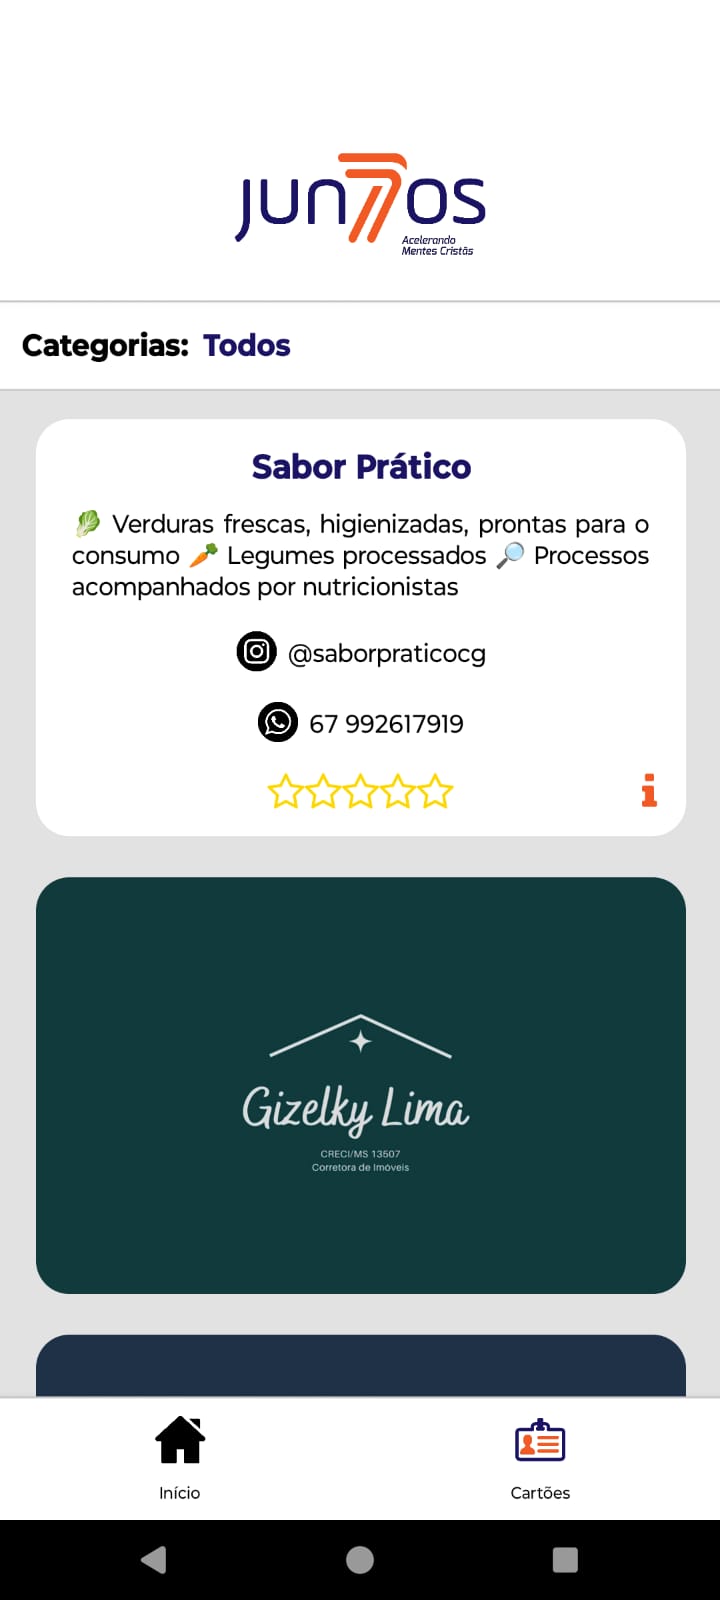 jun7os
Acelerando
Mentes Cristãs
Categorias: Todos
Sabor Prático
🥬 Verduras frescas, higienizadas, prontas para o
consumo 🥕 Legumes processados 🔎 Processos
acompanhados por nutricionistas
@saborpraticocg
67 992617919
Gizelky Lima
CRECI/MS 13507
Corretora de Imóveis
Início
Cartões